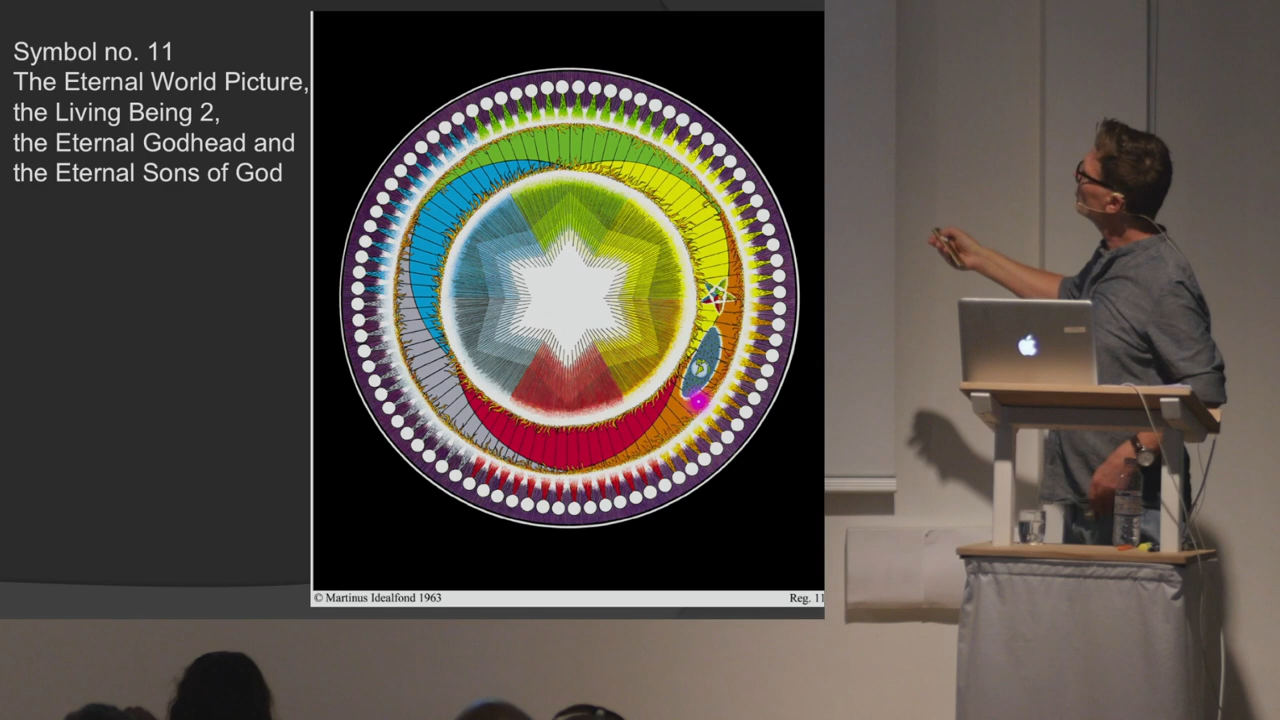 Symbol no. 11
The Eternal World Picture,
the Living Being 2,
the Eternal Godhead and
the Eternal Sons of God
© Martinus Idealfond 1963
Reg. 11